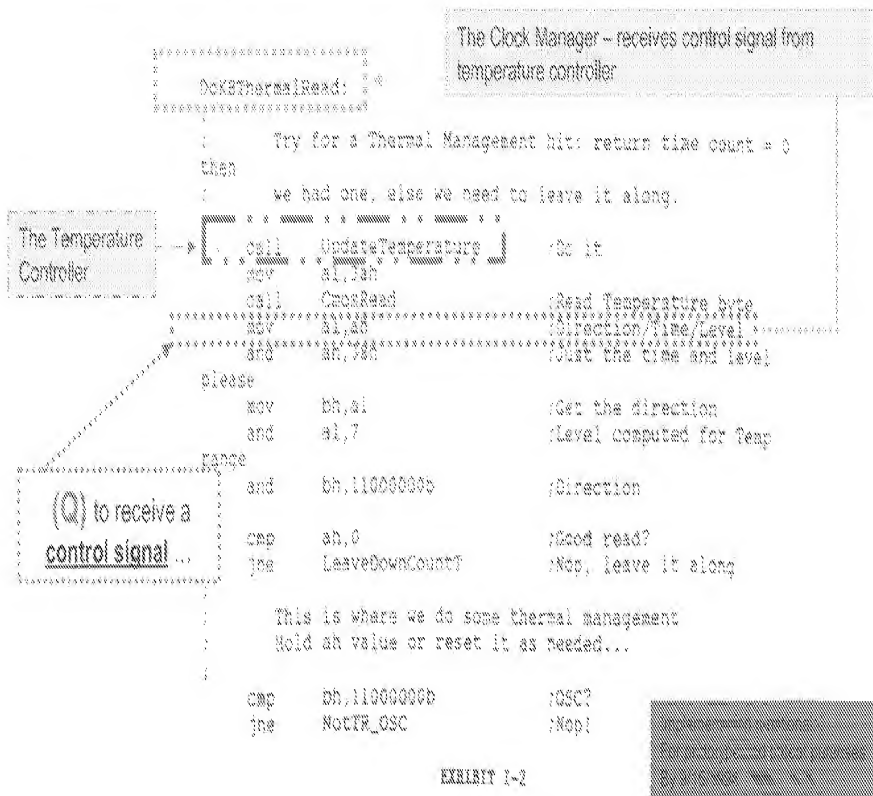 The Clock Manager – receives control signal from
temperature controller
DoKBThermalRead:
; Try for a Thermal Management hit: return time count = 0
then
; we had one, else we need to leave it along.
The Temperature
Controller
call UpdateTemperature ;Do it
mov al,3ah
call CmosRead ;Read Temperature byte
mov al,ah ;Direction/Time/Level
and ah,38h ;Just the time and level
please
mov bh,al ;Get the direction
and al,7 ;Level computed for Temp
range
and bh,11000000b ;Direction
(Q) to receive a
control signal ...
cmp ah,0 ;Good read?
jne LeaveDownCountT ;Nop, leave it along
; This is where we do some thermal management
; Hold ah value or reset it as needed...
;
cmp bh,11000000b ;OSC?
jne NotTR_OSC ;Nop!
EXHIBIT I-2